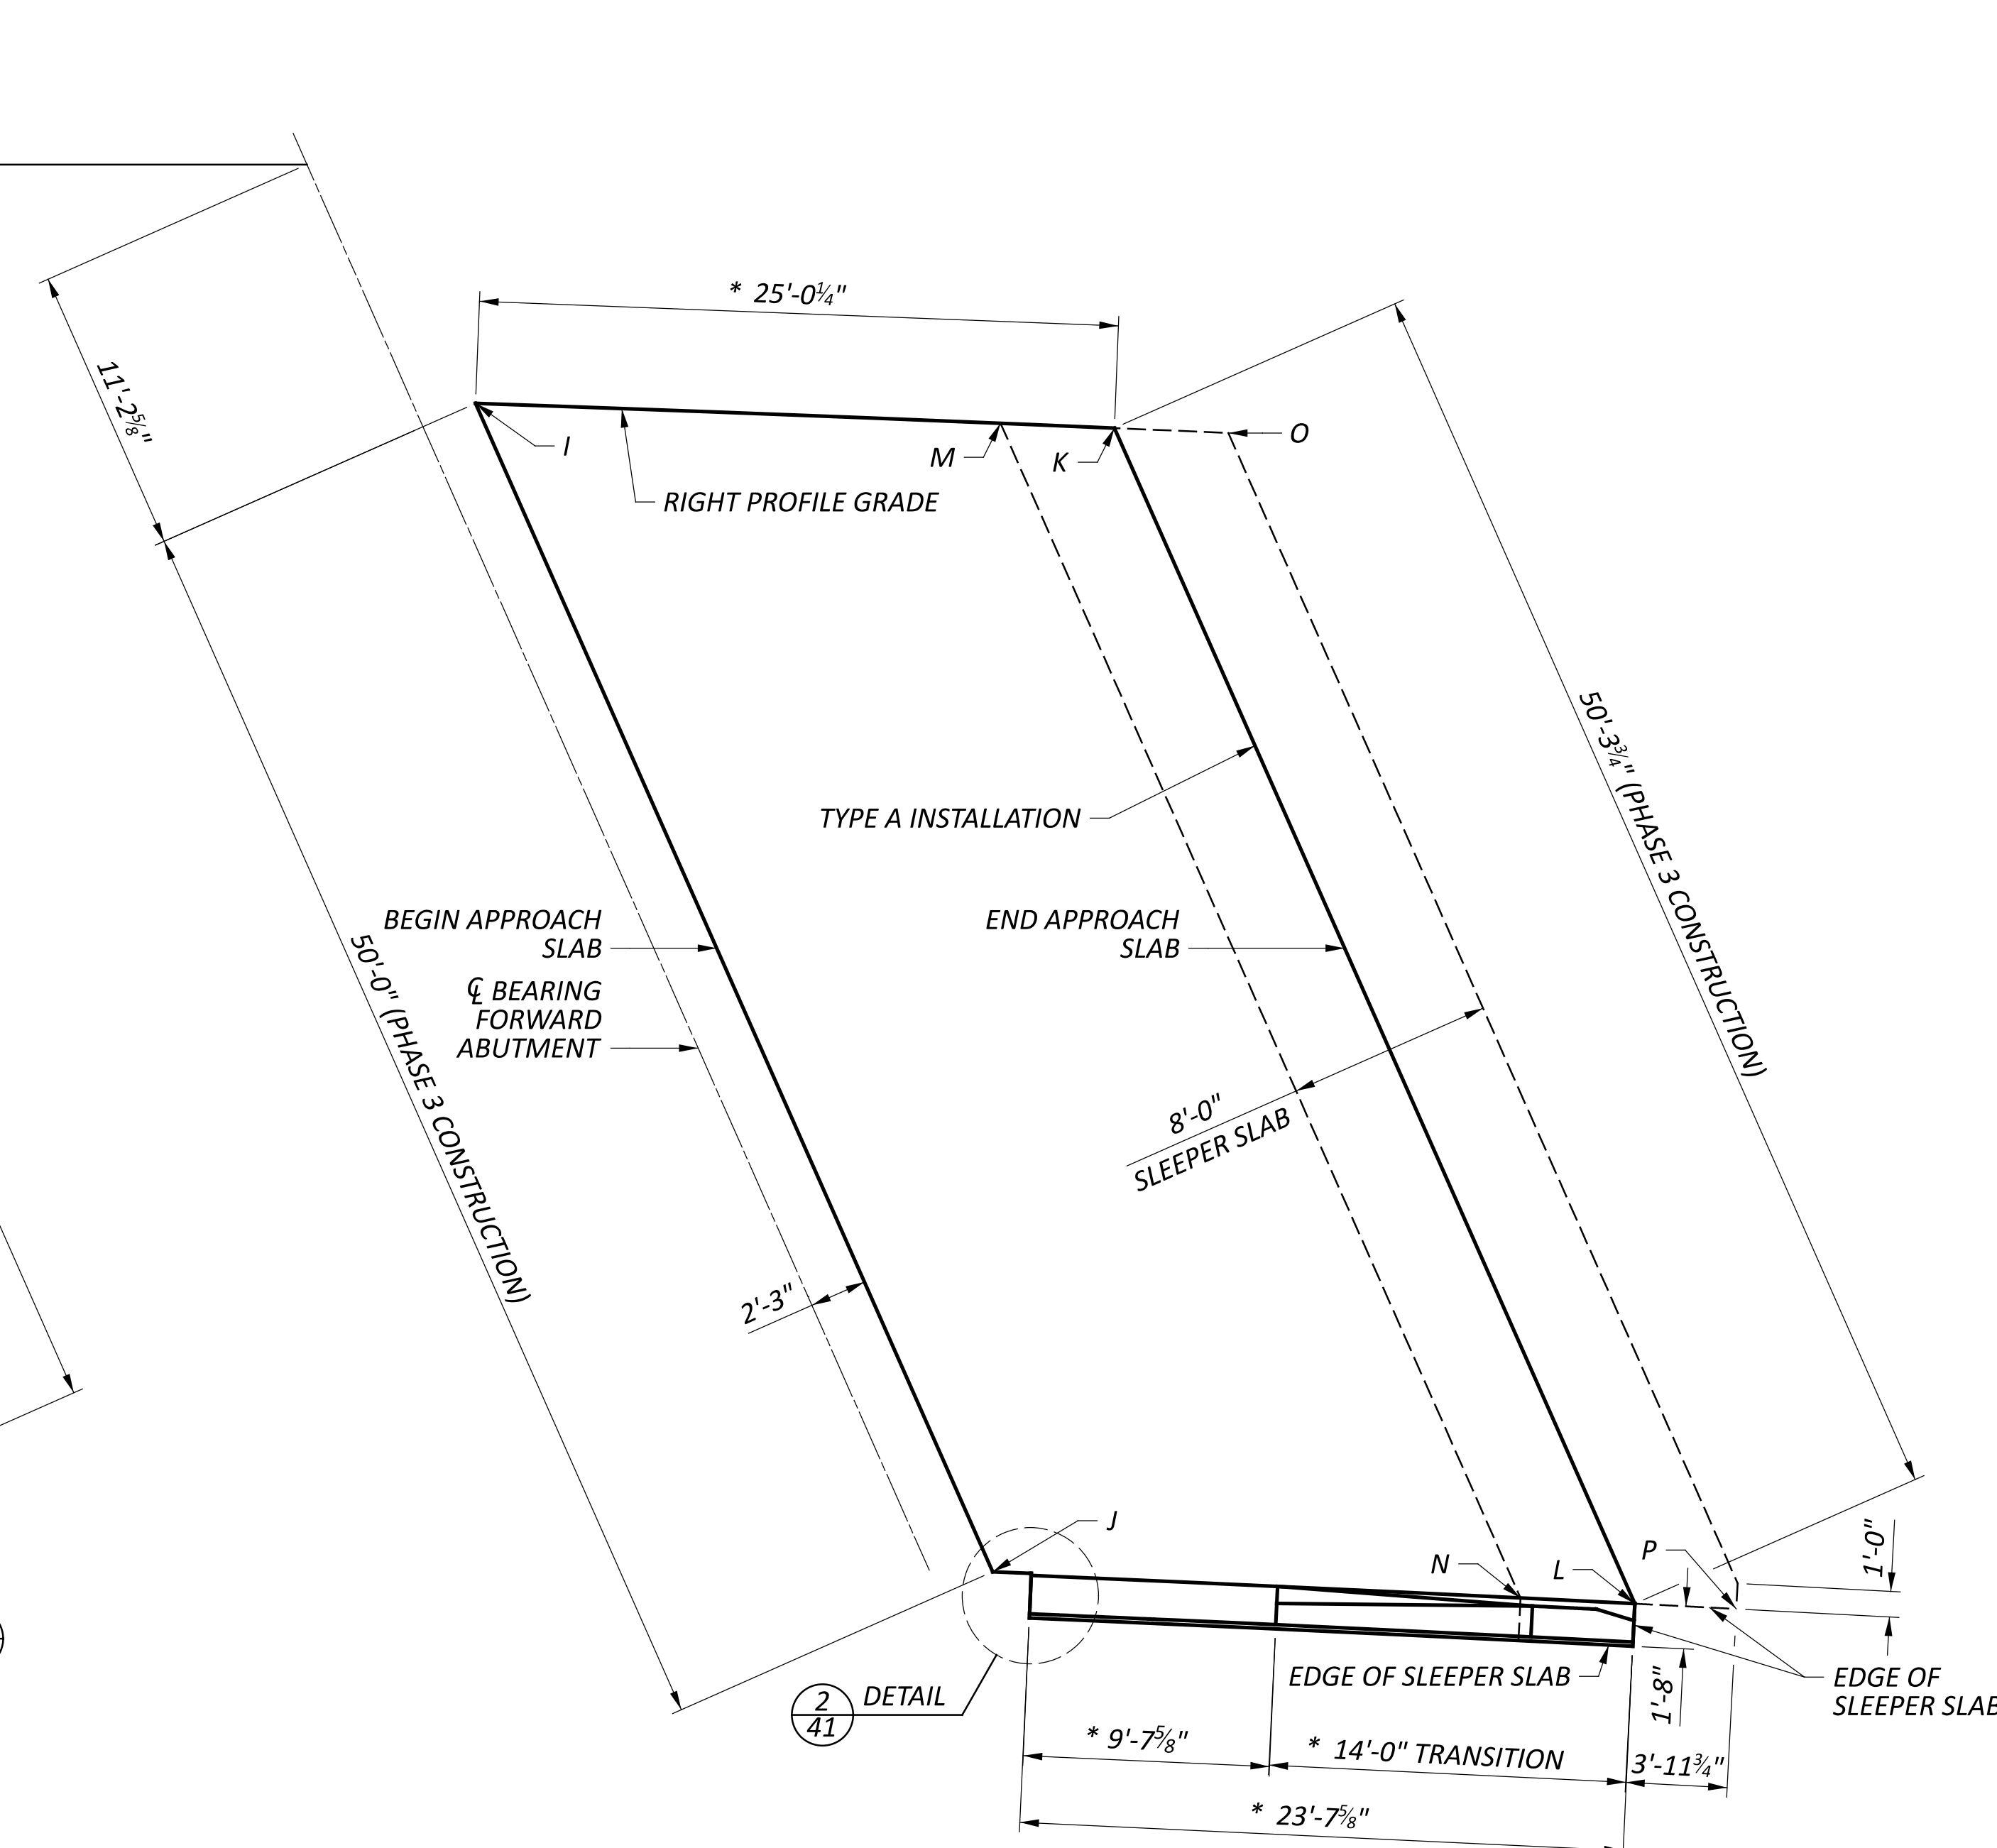 * 25'-0¼"
11'-2⅝"
I
M
K
O
RIGHT PROFILE GRADE
50'-3¾" (PHASE 3 CONSTRUCTION)
TYPE A INSTALLATION
BEGIN APPROACH
SLAB
END APPROACH
SLAB
℄ BEARING
FORWARD
ABUTMENT
50'-0" (PHASE 3 CONSTRUCTION)
8'-0"
SLEEPER SLAB
2'-3"
J
N
L
P
1'-0"
EDGE OF SLEEPER SLAB
EDGE OF
SLEEPER SLAB
1'-8"
2
41
DETAIL
* 9'-7⅝"
* 14'-0" TRANSITION
3'-11¾"
* 23'-7⅝"